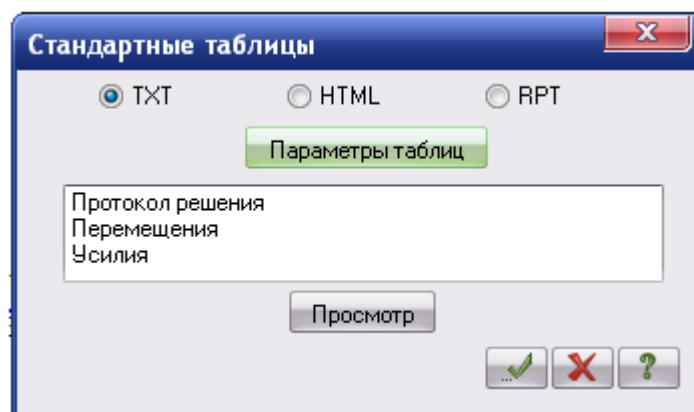 Стандартные таблицы
TXT HTML RPT
Параметры таблиц
Протокол решения
Перемещения
Усилия
Просмотр